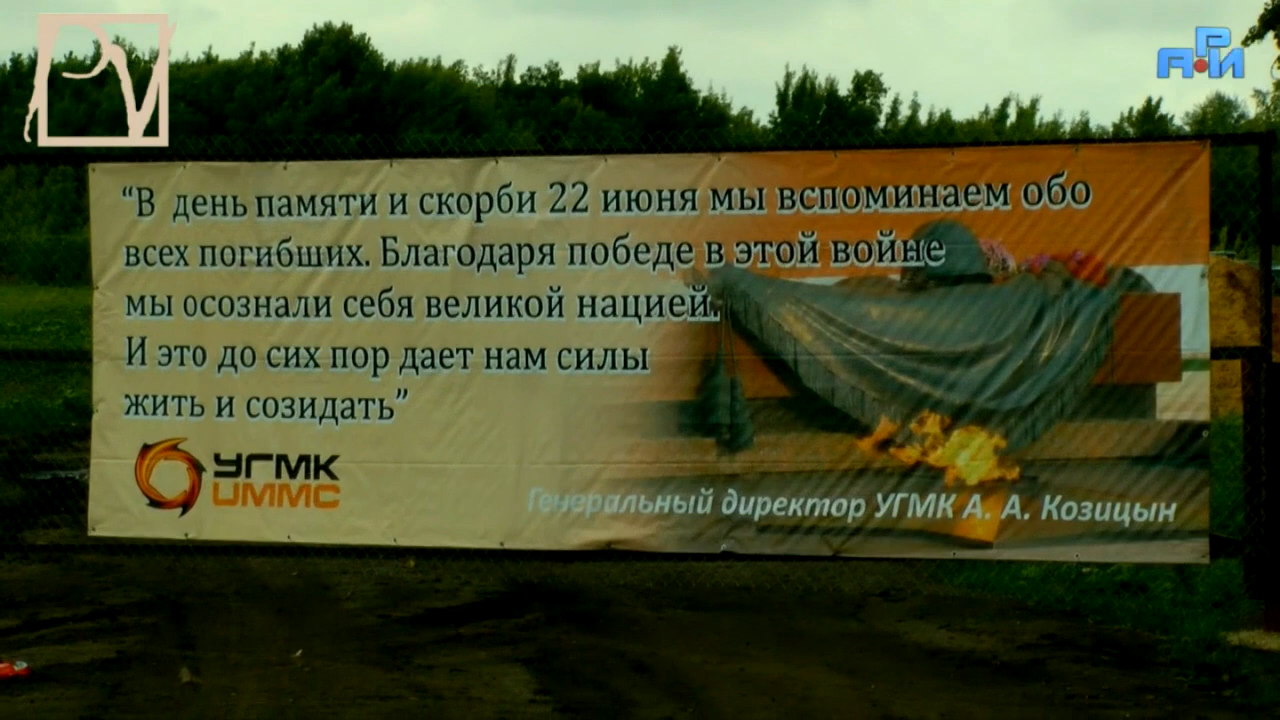 АРИ
“В день памяти и скорби 22 июня мы вспоминаем обо
всех погибших. Благодаря победе в этой войне
мы осознали себя великой нацией.
И это до сих пор дает нам силы
жить и созидать”
УГМК
UMMC
Генеральный директор УГМК А. А. Козицын